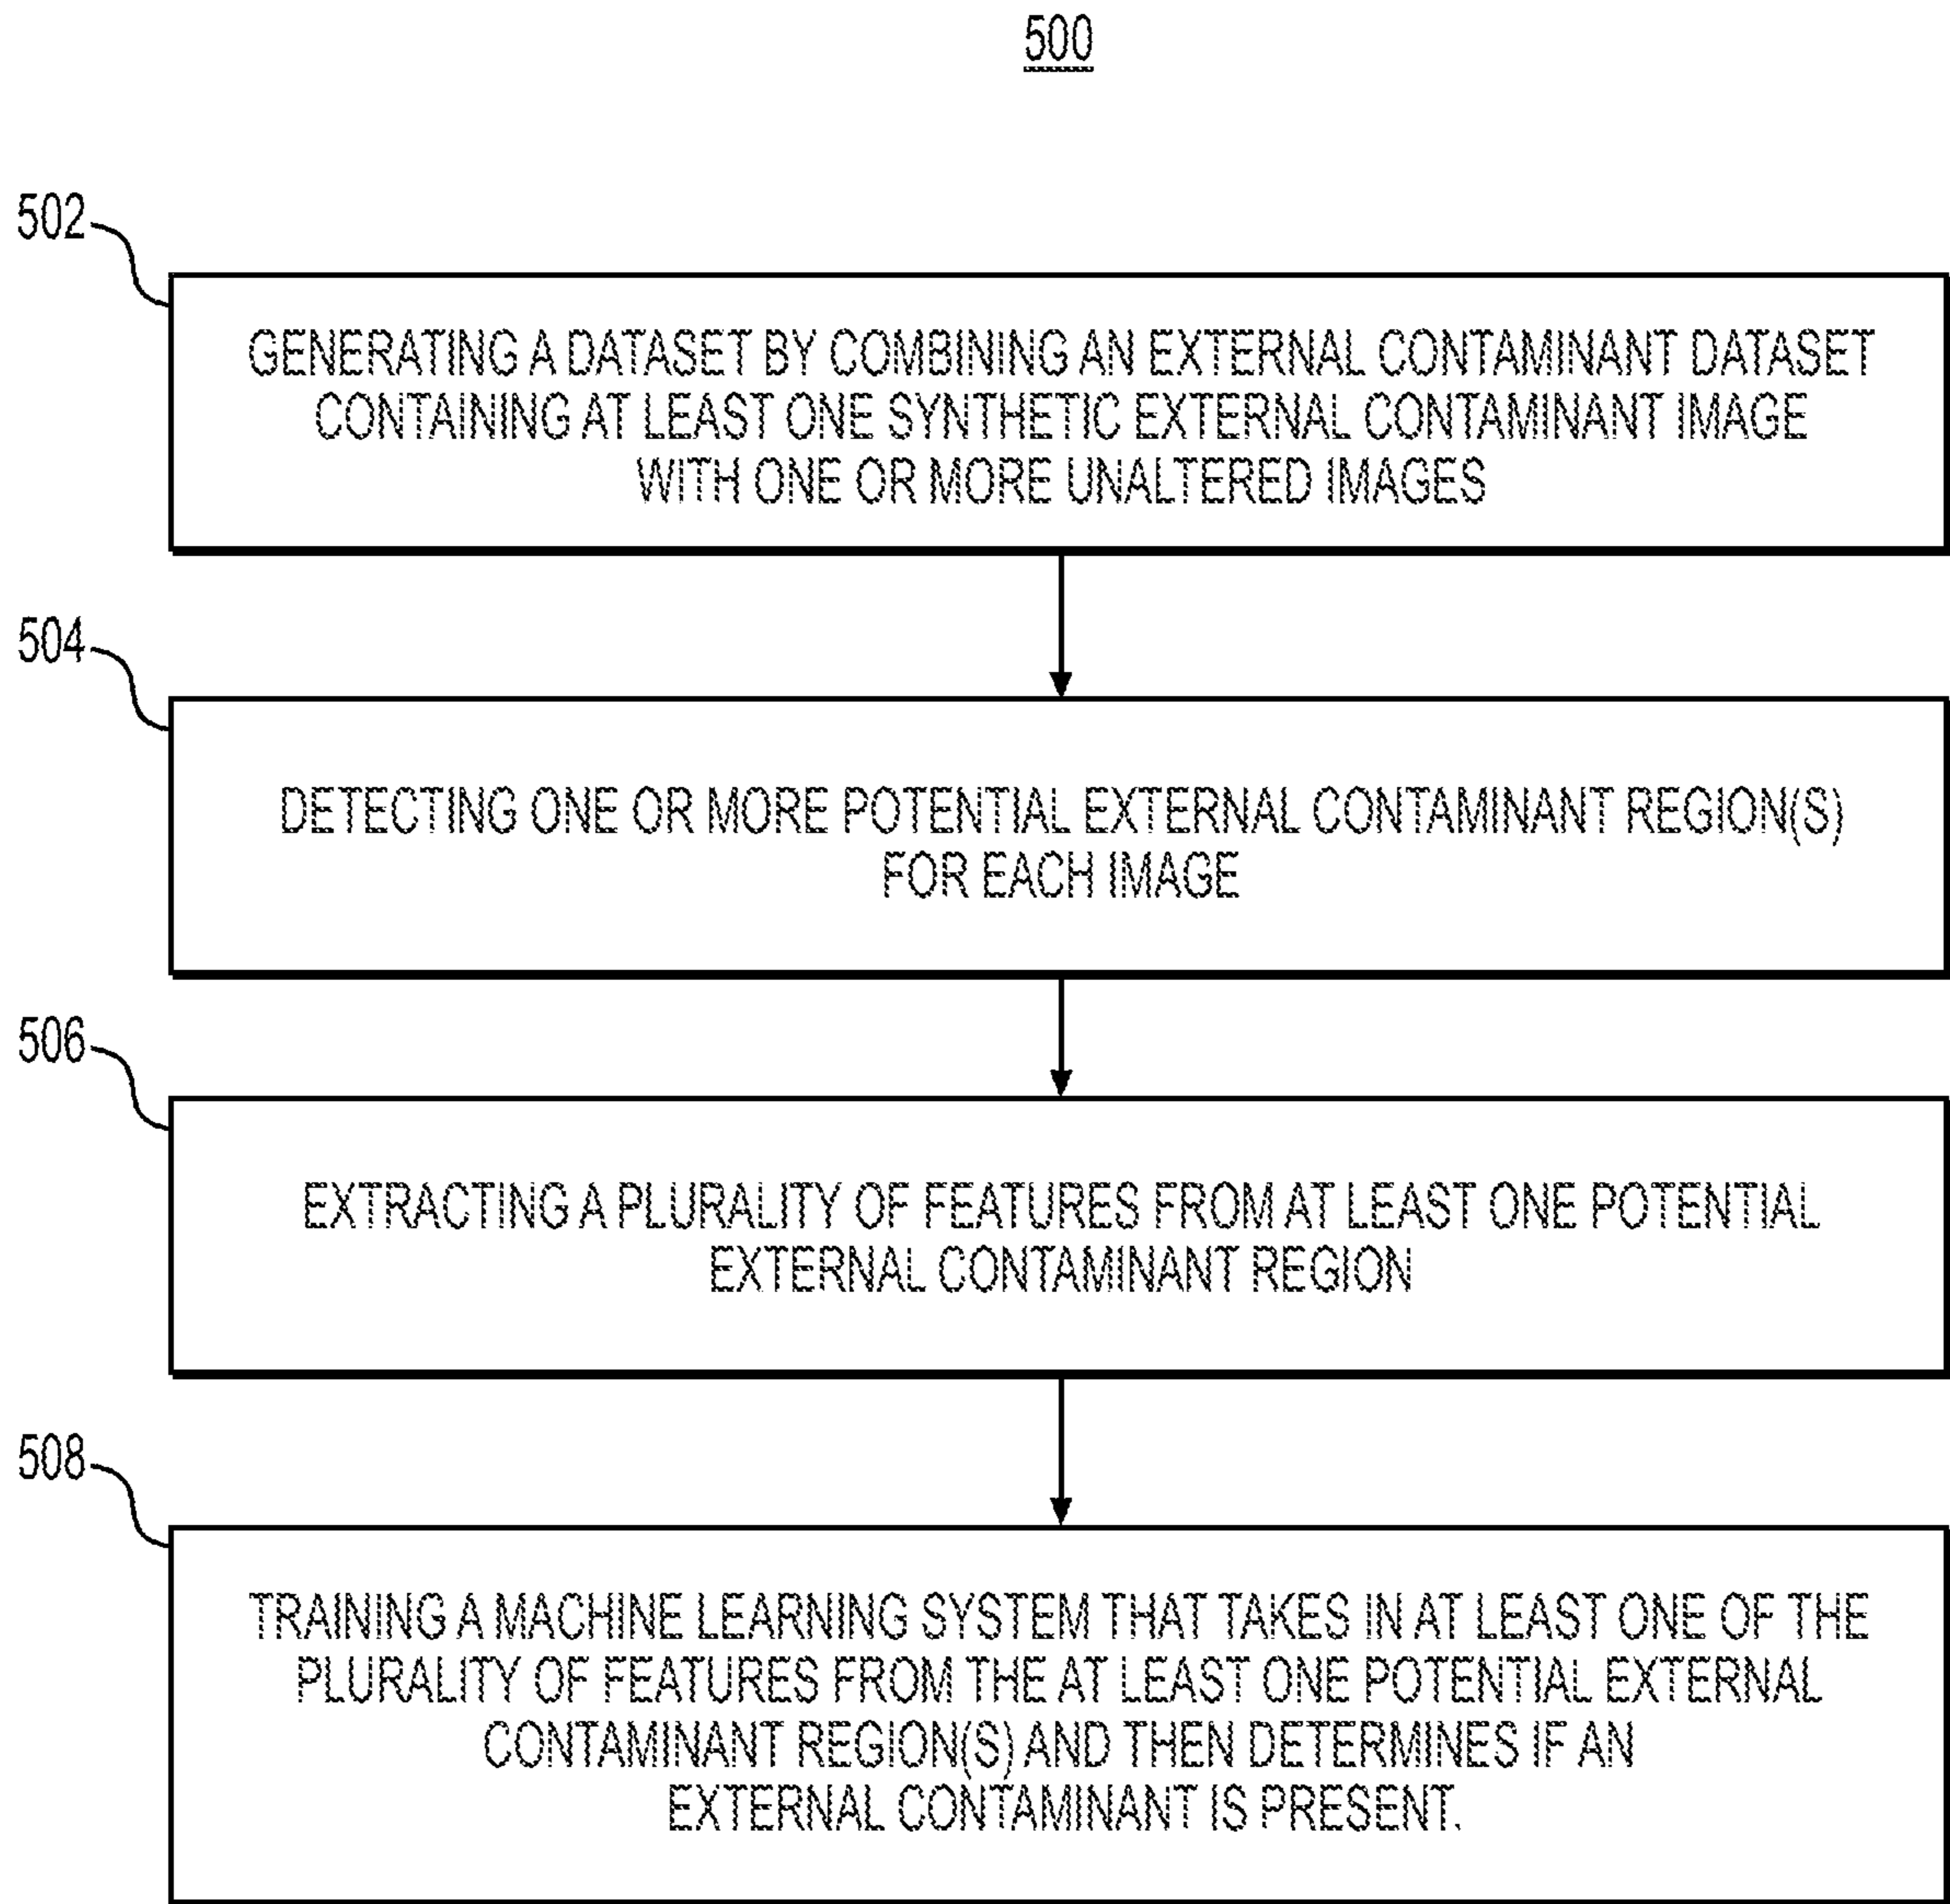 500
502
GENERATING A DATASET BY COMBINING AN EXTERNAL CONTAMINANT DATASET
CONTAINING AT LEAST ONE SYNTHETIC EXTERNAL CONTAMINANT IMAGE
WITH ONE OR MORE UNALTERED IMAGES
504
DETECTING ONE OR MORE POTENTIAL EXTERNAL CONTAMINANT REGION(S)
FOR EACH IMAGE
506
EXTRACTING A PLURALITY OF FEATURES FROM AT LEAST ONE POTENTIAL
EXTERNAL CONTAMINANT REGION
508
TRAINING A MACHINE LEARNING SYSTEM THAT TAKES IN AT LEAST ONE OF THE
PLURALITY OF FEATURES FROM THE AT LEAST ONE POTENTIAL EXTERNAL
CONTAMINANT REGION(S) AND THEN DETERMINES IF AN
EXTERNAL CONTAMINANT IS PRESENT.